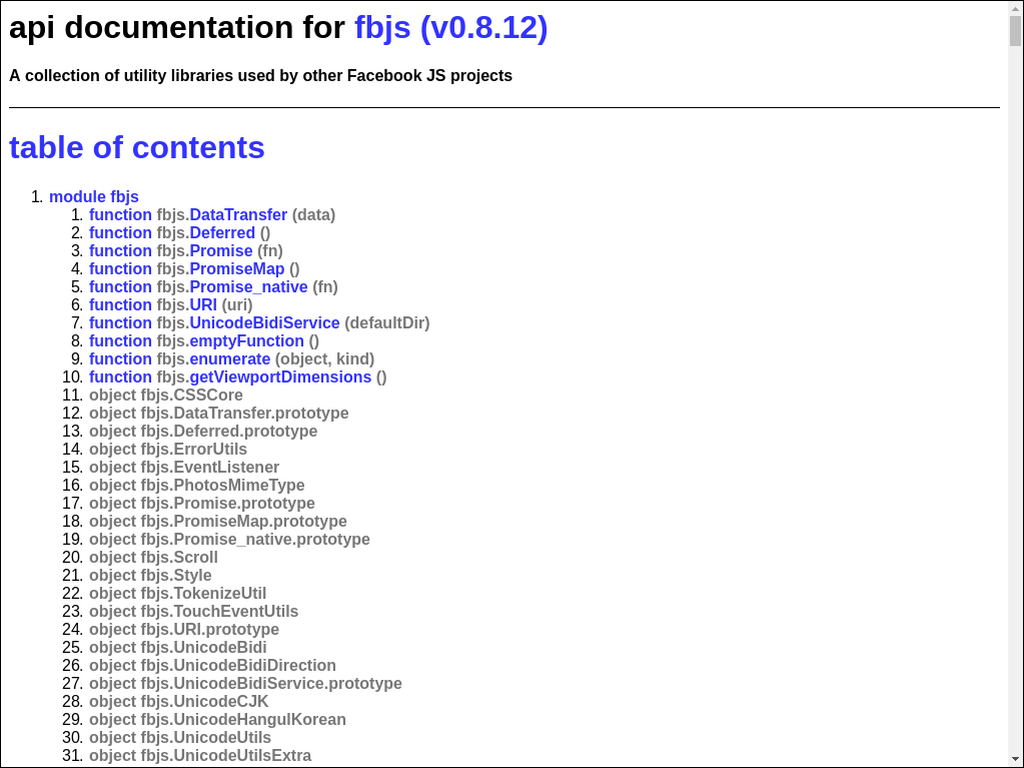 api documentation for fbjs (v0.8.12)
A collection of utility libraries used by other Facebook JS projects
table of contents
1. module fbjs
1. function fbjs.DataTransfer (data)
2. function fbjs.Deferred ()
3. function fbjs.Promise (fn)
4. function fbjs.PromiseMap ()
5. function fbjs.Promise_native (fn)
6. function fbjs.URI (uri)
7. function fbjs.UnicodeBidiService (defaultDir)
8. function fbjs.emptyFunction ()
9. function fbjs.enumerate (object, kind)
10. function fbjs.getViewportDimensions ()
11. object fbjs.CSSCore
12. object fbjs.DataTransfer.prototype
13. object fbjs.Deferred.prototype
14. object fbjs.ErrorUtils
15. object fbjs.EventListener
16. object fbjs.PhotosMimeType
17. object fbjs.Promise.prototype
18. object fbjs.PromiseMap.prototype
19. object fbjs.Promise_native.prototype
20. object fbjs.Scroll
21. object fbjs.Style
22. object fbjs.TokenizeUtil
23. object fbjs.TouchEventUtils
24. object fbjs.URI.prototype
25. object fbjs.UnicodeBidi
26. object fbjs.UnicodeBidiDirection
27. object fbjs.UnicodeBidiService.prototype
28. object fbjs.UnicodeCJK
29. object fbjs.UnicodeHangulKorean
30. object fbjs.UnicodeUtils
31. object fbjs.UnicodeUtilsExtra